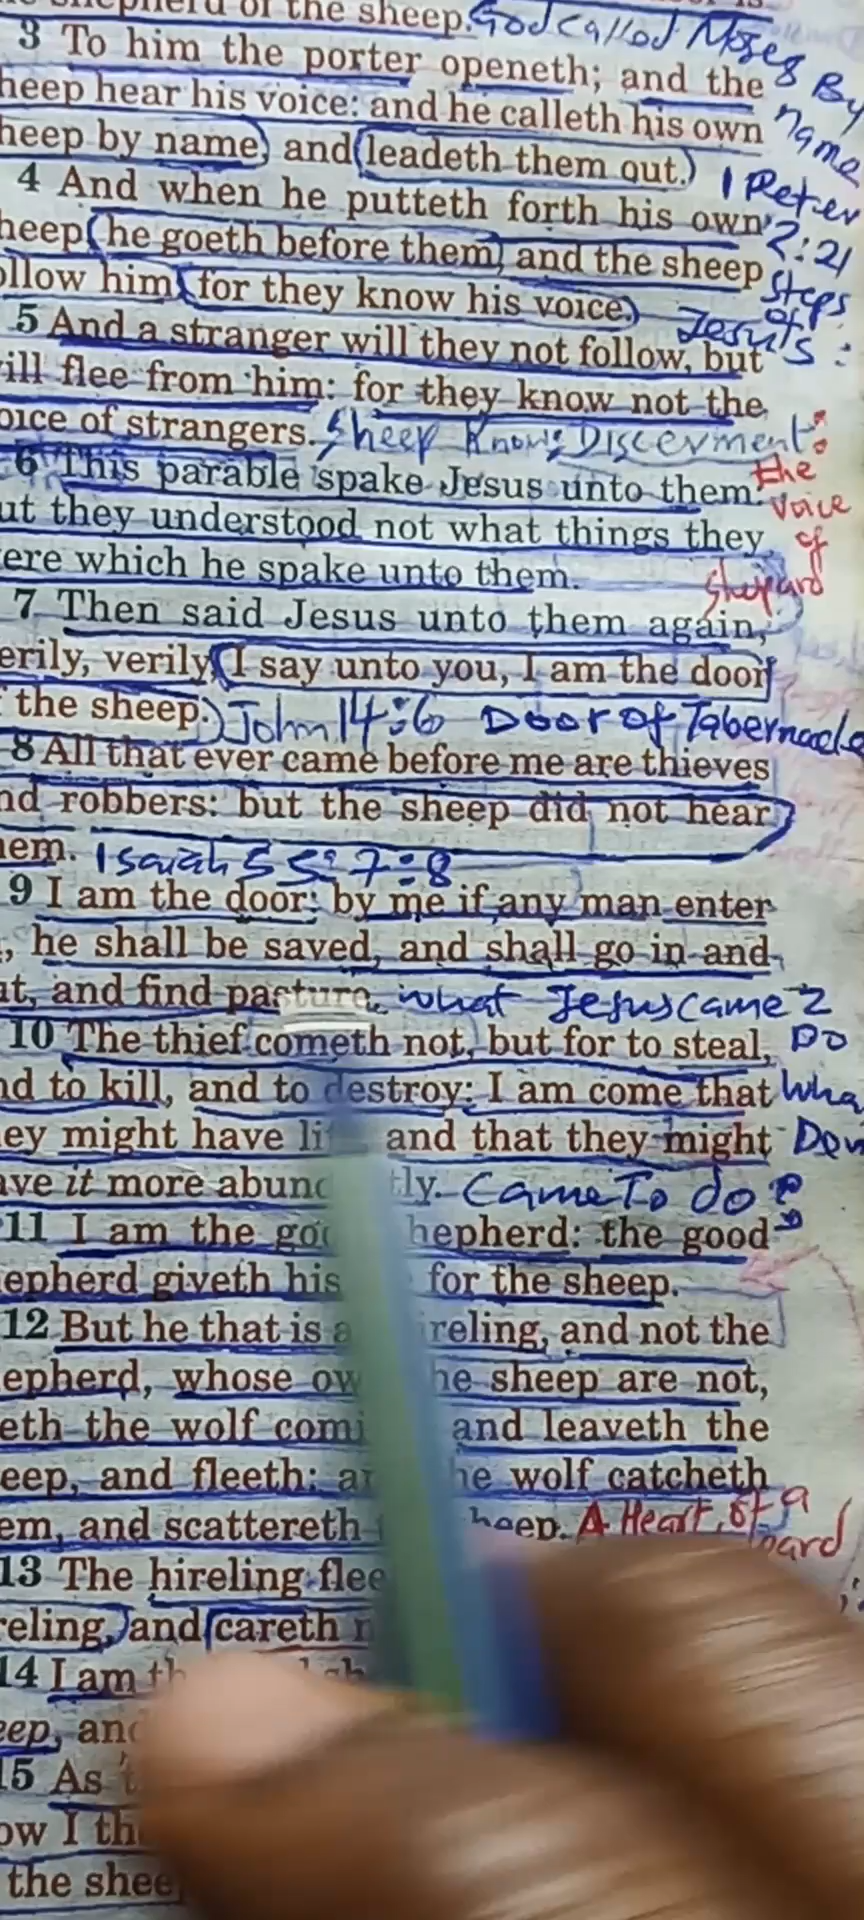 the sheep. God called Moses By
3 To him the porter openeth; and the
heep hear his voice: and he calleth his own name
heep by name, and leadeth them out. 1 Peter
4 And when he putteth forth his own 2:21
heep he goeth before them, and the sheep steps
ollow him, for they know his voice. of Jesus:
5 And a stranger will they not follow, but
ill flee from him: for they know not the
oice of strangers. Sheep Know: Discerment:
6 This parable spake Jesus unto them: the
ut they understood not what things they voice of
ere which he spake unto them. Shepard
7 Then said Jesus unto them again,
erily, verily, I say unto you, I am the door
the sheep. John 14:6 Door of Tabernacle
8 All that ever came before me are thieves
nd robbers: but the sheep did not hear
hem. Isaiah 55:7:8
9 I am the door: by me if any man enter
, he shall be saved, and shall go in and
ut, and find pasture. what Jesus came 2
10 The thief cometh not, but for to steal, Do
nd to kill, and to destroy: I am come that Wha
ey might have li and that they might
ave it more abun tly. Came To do?
11 I am the go hepherd: the good
epherd giveth his for the sheep.
12 But he that is a ireling, and not the
epherd, whose ow he sheep are not,
eth the wolf comi and leaveth the
eep, and fleeth: a he wolf catcheth
em, and scattereth heep. A Heart of a
13 The hireling flee
reling, and careth
14 I am
eep, and
15 As
ow I
the shee